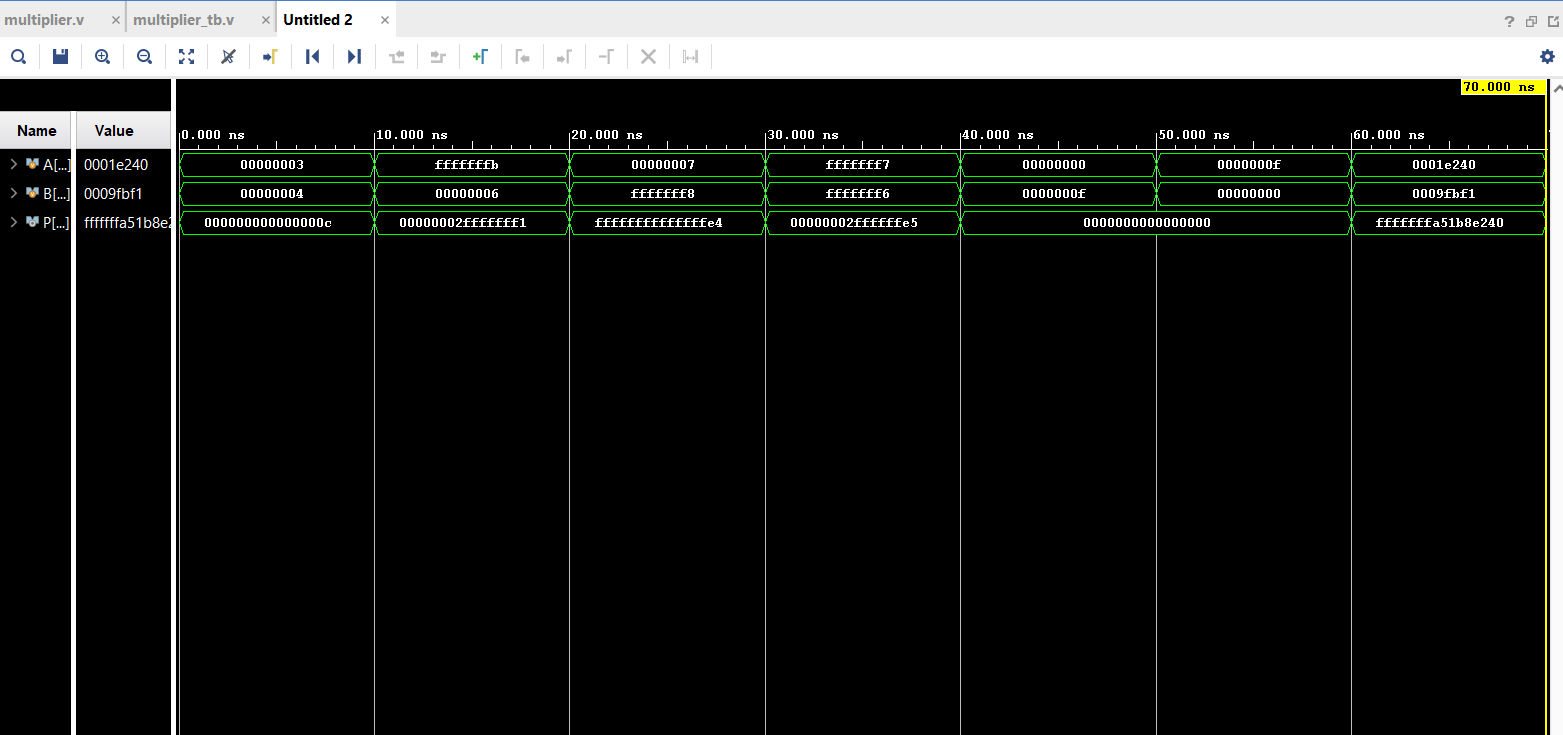 multiplier.v × multiplier_tb.v × Untitled 2 ×
?
70.000 ns
Name Value
0.000 ns 10.000 ns 20.000 ns 30.000 ns 40.000 ns 50.000 ns 60.000 ns
A[...] 0001e240 00000003 fffffffb 00000007 fffffff7 00000000 0000000f 0001e240
B[...] 0009fbf1 00000004 00000006 fffffff8 fffffff6 0000000f 00000000 0009fbf1
P[...] fffffffa51b8e2 000000000000000c 00000002fffffff1 ffffffffffffffe4 00000002ffffffe5 0000000000000000 fffffffa51b8e240